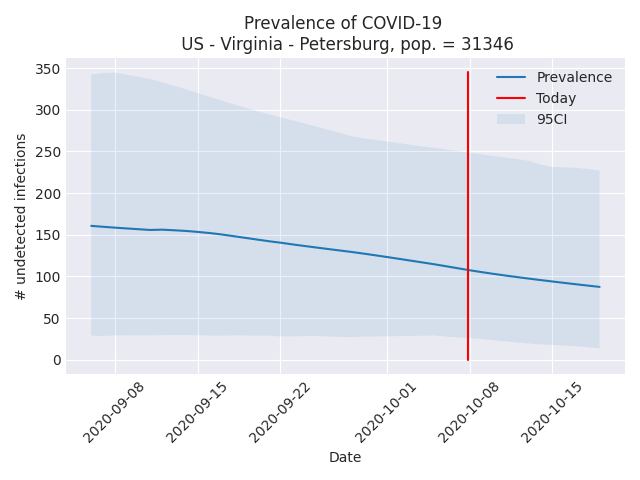 Prevalence of COVID-19
US - Virginia - Petersburg, pop. = 31346
350
300
250
200
150
100
50
0
# undetected infections
Prevalence
Today
95CI
2020-09-08
2020-09-15
2020-09-22
2020-10-01
2020-10-08
2020-10-15
Date